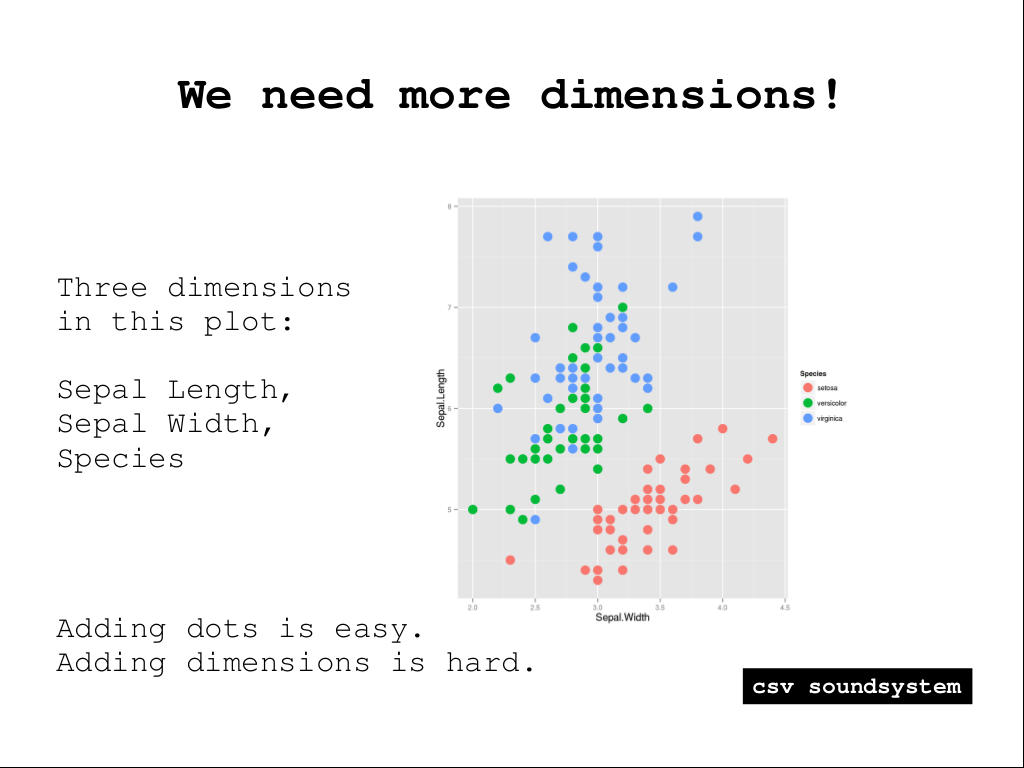 We need more dimensions!
Three dimensions
in this plot:
Sepal Length,
Sepal Width,
Species
8
7
6
5
Sepal.Length
2.0 2.5 3.0 3.5 4.0 4.5
Sepal.Width
Species
setosa
versicolor
virginica
Adding dots is easy.
Adding dimensions is hard.
csv soundsystem